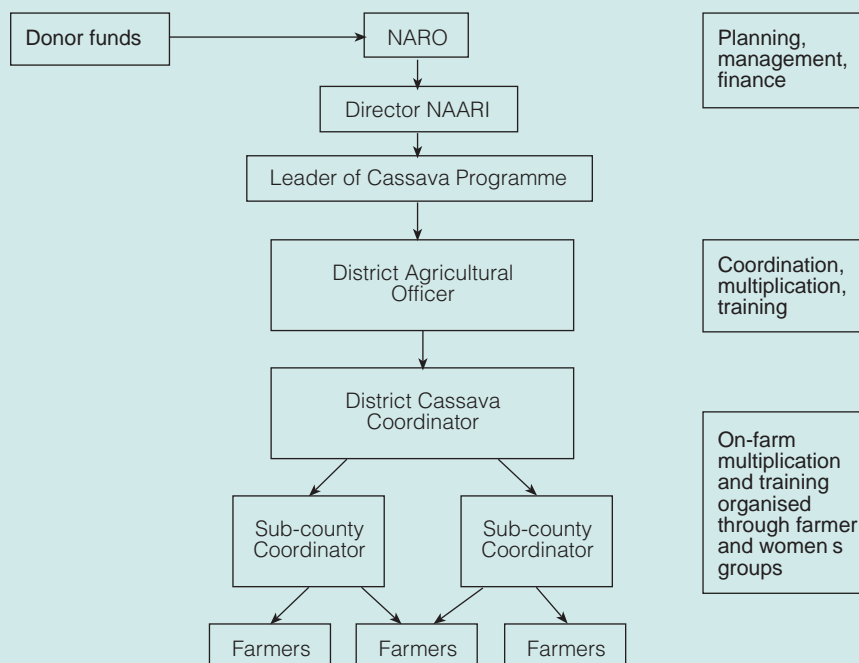 Donor funds
NARO
Planning,
management,
finance
Director NAARI
Leader of Cassava Programme
District Agricultural
Officer
Coordination,
multiplication,
training
District Cassava
Coordinator
On-farm
multiplication
and training
organised
through farmer
and women s
groups
Sub-county
Coordinator
Sub-county
Coordinator
Farmers
Farmers
Farmers